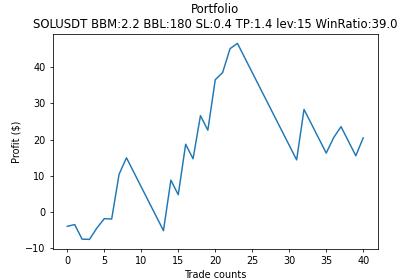 Portfolio
SOLUSDT BBM:2.2 BBL:180 SL:0.4 TP:1.4 lev:15 WinRatio:39.0
Profit ($)
40
30
20
10
0
−10
0 5 10 15 20 25 30 35 40
Trade counts